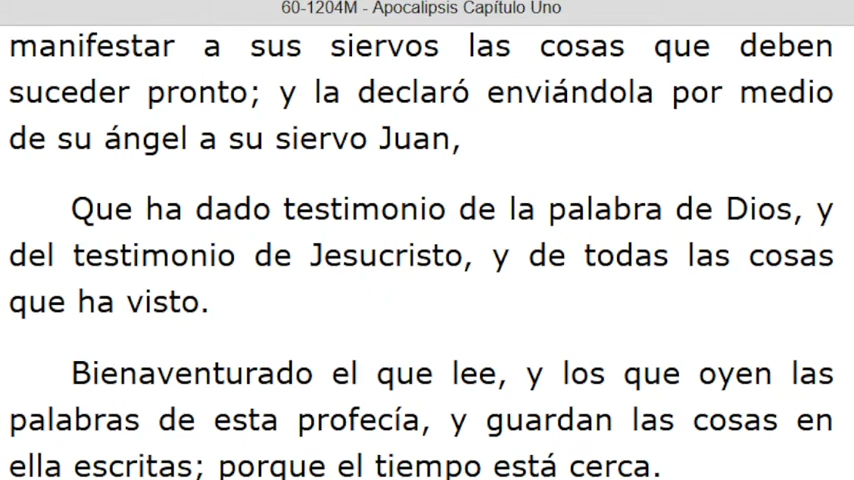 60-1204M - Apocalipsis Capítulo Uno
manifestar a sus siervos las cosas que deben
suceder pronto; y la declaró enviándola por medio
de su ángel a su siervo Juan,
Que ha dado testimonio de la palabra de Dios, y
del testimonio de Jesucristo, y de todas las cosas
que ha visto.
Bienaventurado el que lee, y los que oyen las
palabras de esta profecía, y guardan las cosas en
ella escritas; porque el tiempo está cerca.